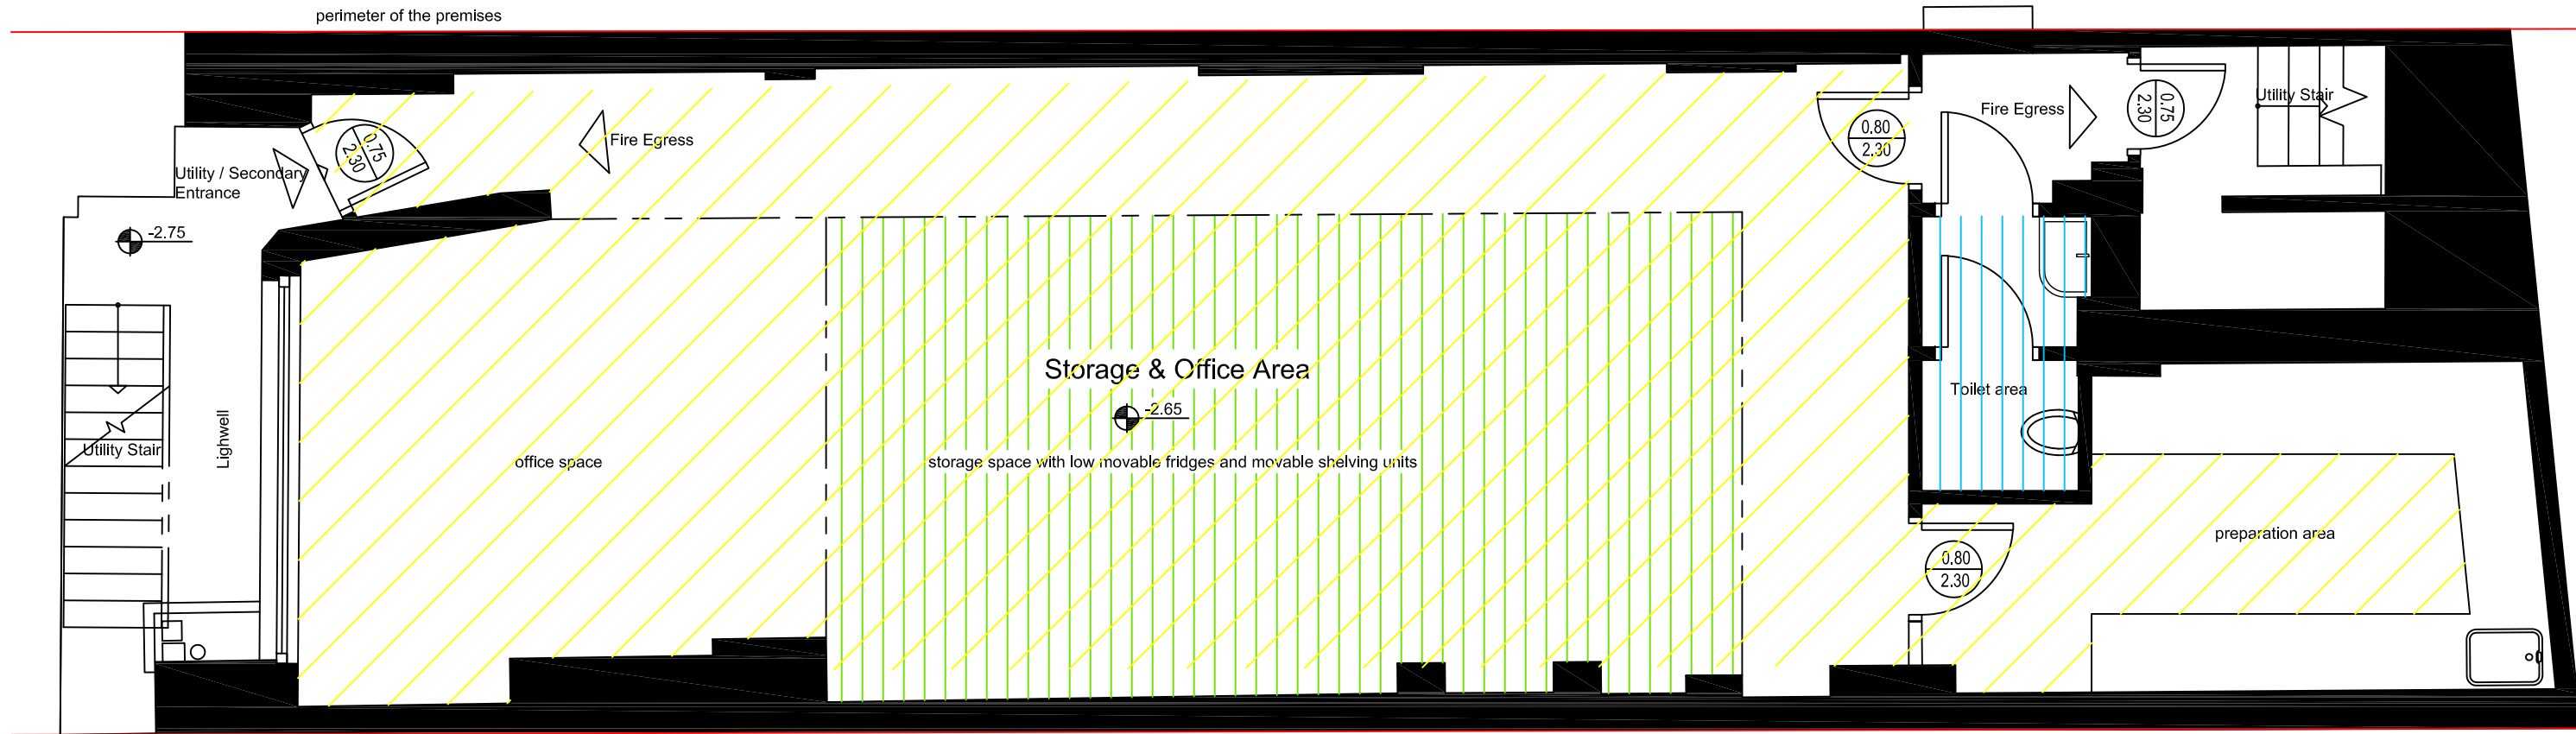 perimeter of the premises
Utility / Secondary
Entrance
0.75
2.30
Fire Egress
0.80
2.30
Fire Egress
0.75
2.30
Utility Stair
-2.75
Storage & Office Area
-2.65
Toilet area
Utility Stair
Lighwell
office space
storage space with low movable fridges and movable shelving units
preparation area
0.80
2.30